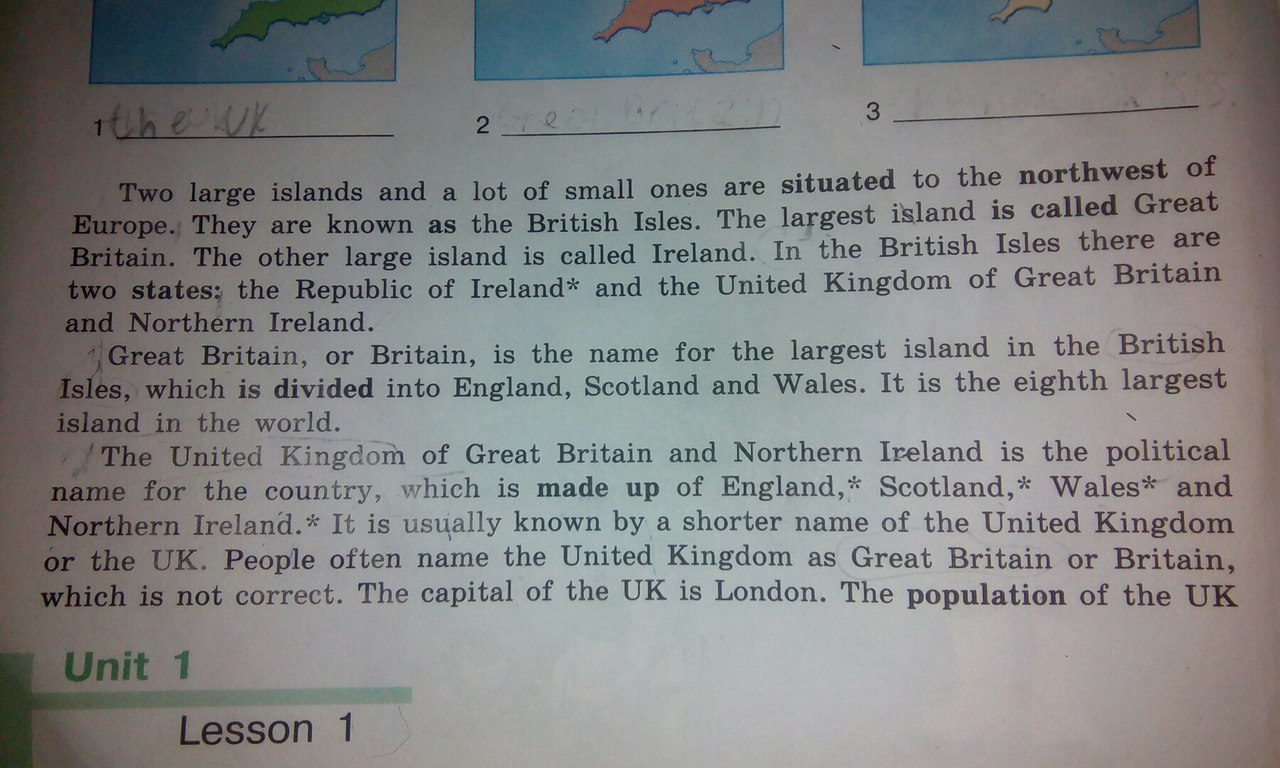 1 the UK 2 Great Britain 3
Two large islands and a lot of small ones are situated to the northwest of
Europe. They are known as the British Isles. The largest island is called Great
Britain. The other large island is called Ireland. In the British Isles there are
two states: the Republic of Ireland* and the United Kingdom of Great Britain
and Northern Ireland.
Great Britain, or Britain, is the name for the largest island in the British
Isles, which is divided into England, Scotland and Wales. It is the eighth largest
island in the world.
The United Kingdom of Great Britain and Northern Ireland is the political
name for the country, which is made up of England,* Scotland,* Wales* and
Northern Ireland.* It is usually known by a shorter name of the United Kingdom
or the UK. People often name the United Kingdom as Great Britain or Britain,
which is not correct. The capital of the UK is London. The population of the UK
Unit 1
Lesson 1